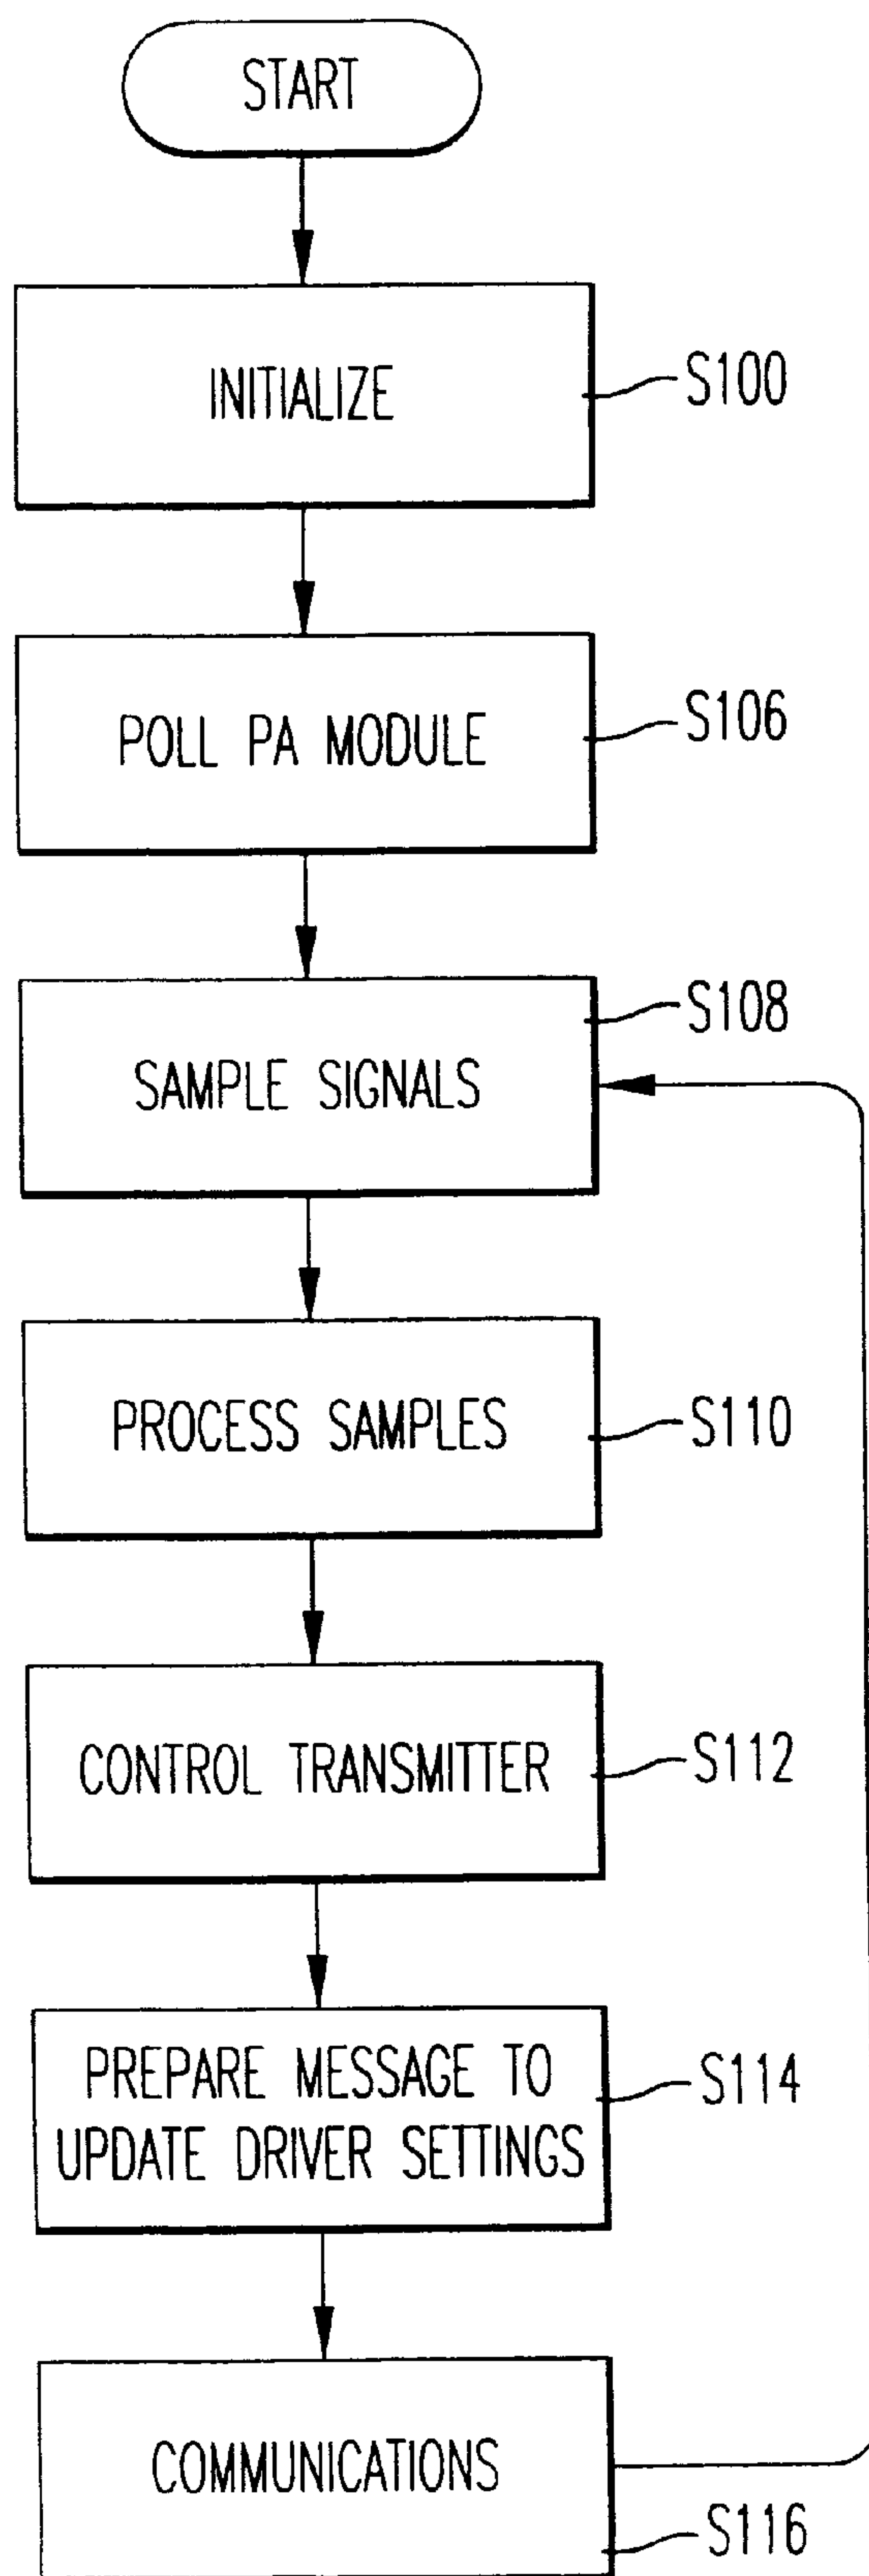 START
INITIALIZE
S100
POLL PA MODULE
S106
S108
SAMPLE SIGNALS
PROCESS SAMPLES
S110
CONTROL TRANSMITTER
S112
PREPARE MESSAGE TO
UPDATE DRIVER SETTINGS
S114
COMMUNICATIONS
S116